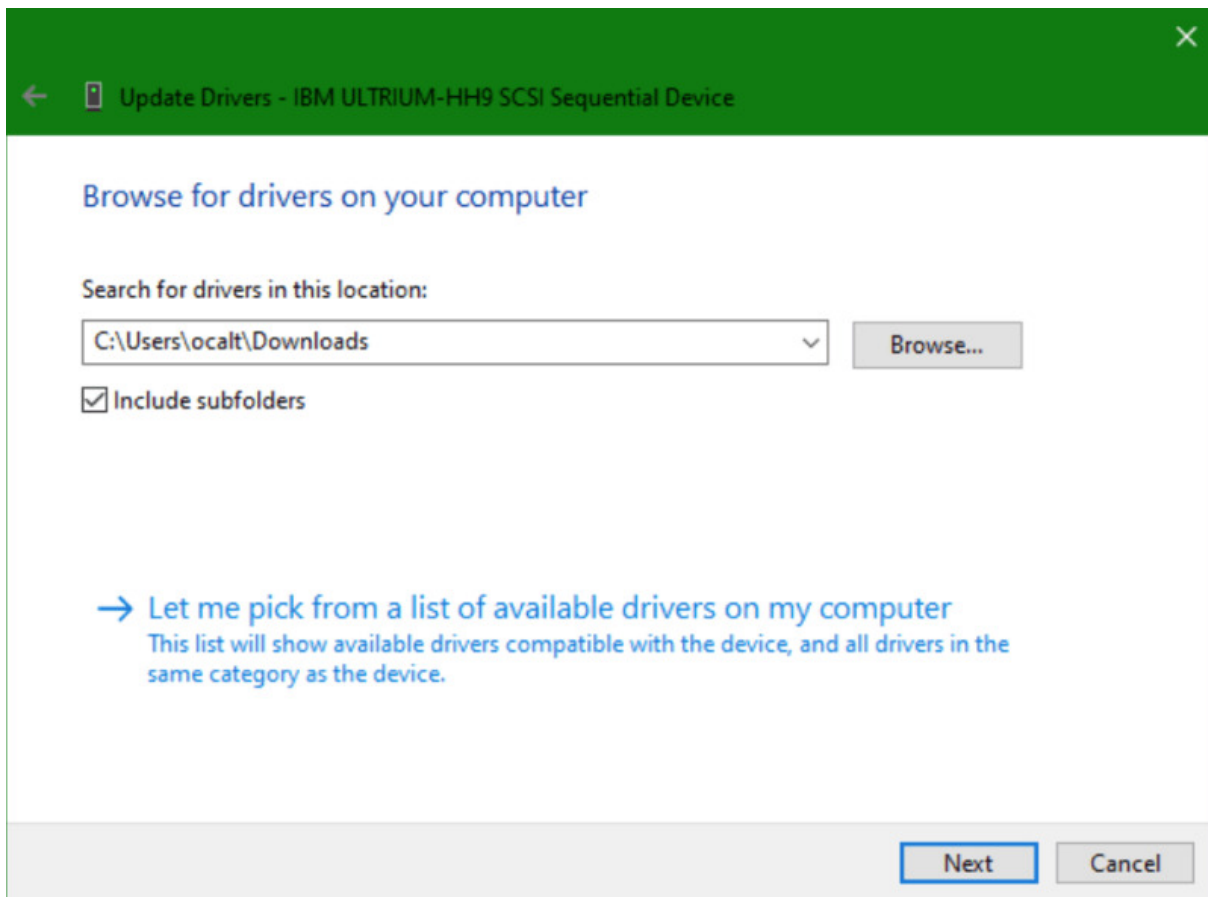 Update Drivers - IBM ULTRIUM-HH9 SCSI Sequential Device
Browse for drivers on your computer
Search for drivers in this location:
C:\Users\ocalt\Downloads
Browse...
Include subfolders
Let me pick from a list of available drivers on my computer
This list will show available drivers compatible with the device, and all drivers in the
same category as the device.
Next
Cancel